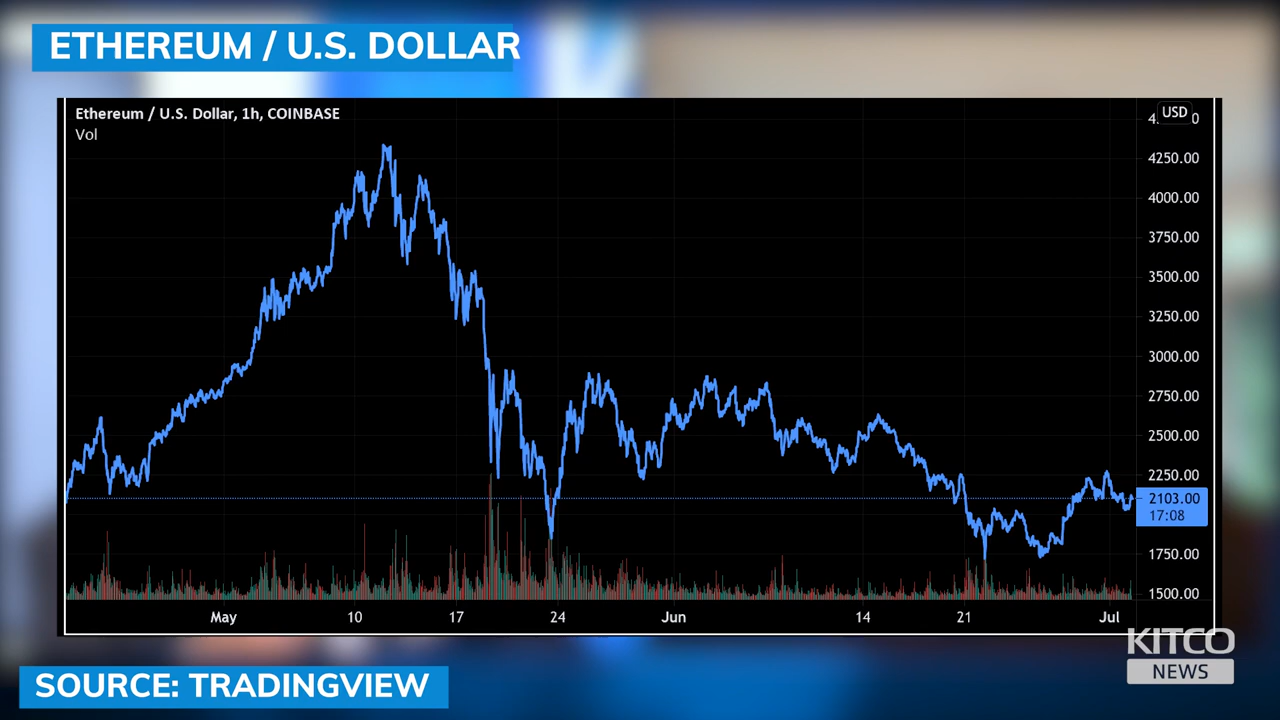 ETHEREUM / U.S. DOLLAR
Ethereum / U.S. Dollar, 1h, COINBASE
Vol
USD
4250.00
4000.00
3750.00
3500.00
3250.00
3000.00
2750.00
2500.00
2250.00
2103.00
17:08
1750.00
1500.00
May 10 17 24 Jun 14 21 Jul
KITCO
NEWS
SOURCE: TRADINGVIEW